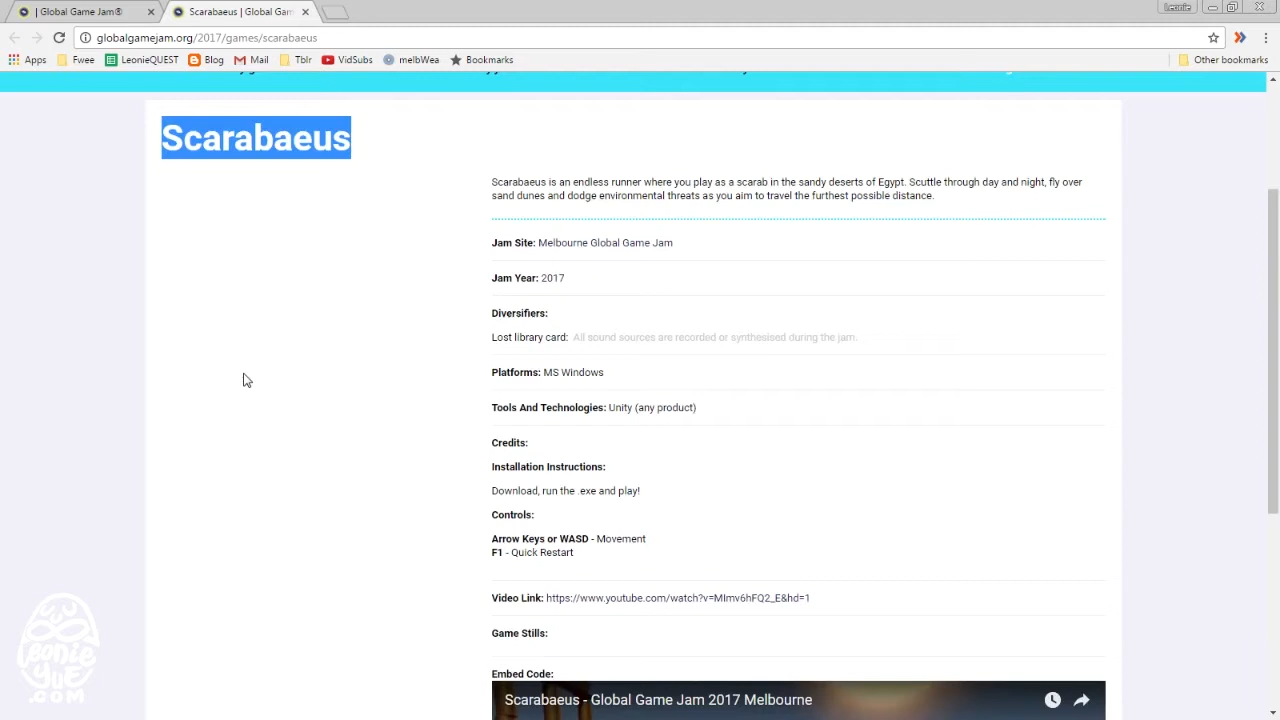 | Global Game Jam®
Scarabaeus | Global Gam
Leonie
globalgamejam.org/2017/games/scarabaeus
Apps
Fwee
LeonieQUEST
Blog
Mail
Tblr
VidSubs
melbWea
Bookmarks
Other bookmarks
Scarabaeus
Scarabaeus is an endless runner where you play as a scarab in the sandy deserts of Egypt. Scuttle through day and night, fly over
sand dunes and dodge environmental threats as you aim to travel the furthest possible distance.
Jam Site: Melbourne Global Game Jam
Jam Year: 2017
Diversifiers:
Lost library card: All sound sources are recorded or synthesised during the jam.
Platforms: MS Windows
Tools And Technologies: Unity (any product)
Credits:
Installation Instructions:
Download, run the .exe and play!
Controls:
Arrow Keys or WASD - Movement
F1 - Quick Restart
Video Link: https://www.youtube.com/watch?v=MImv6hFQ2_E&hd=1
Game Stills:
Embed Code:
Scarabaeus - Global Game Jam 2017 Melbourne
leonie
yue
.com